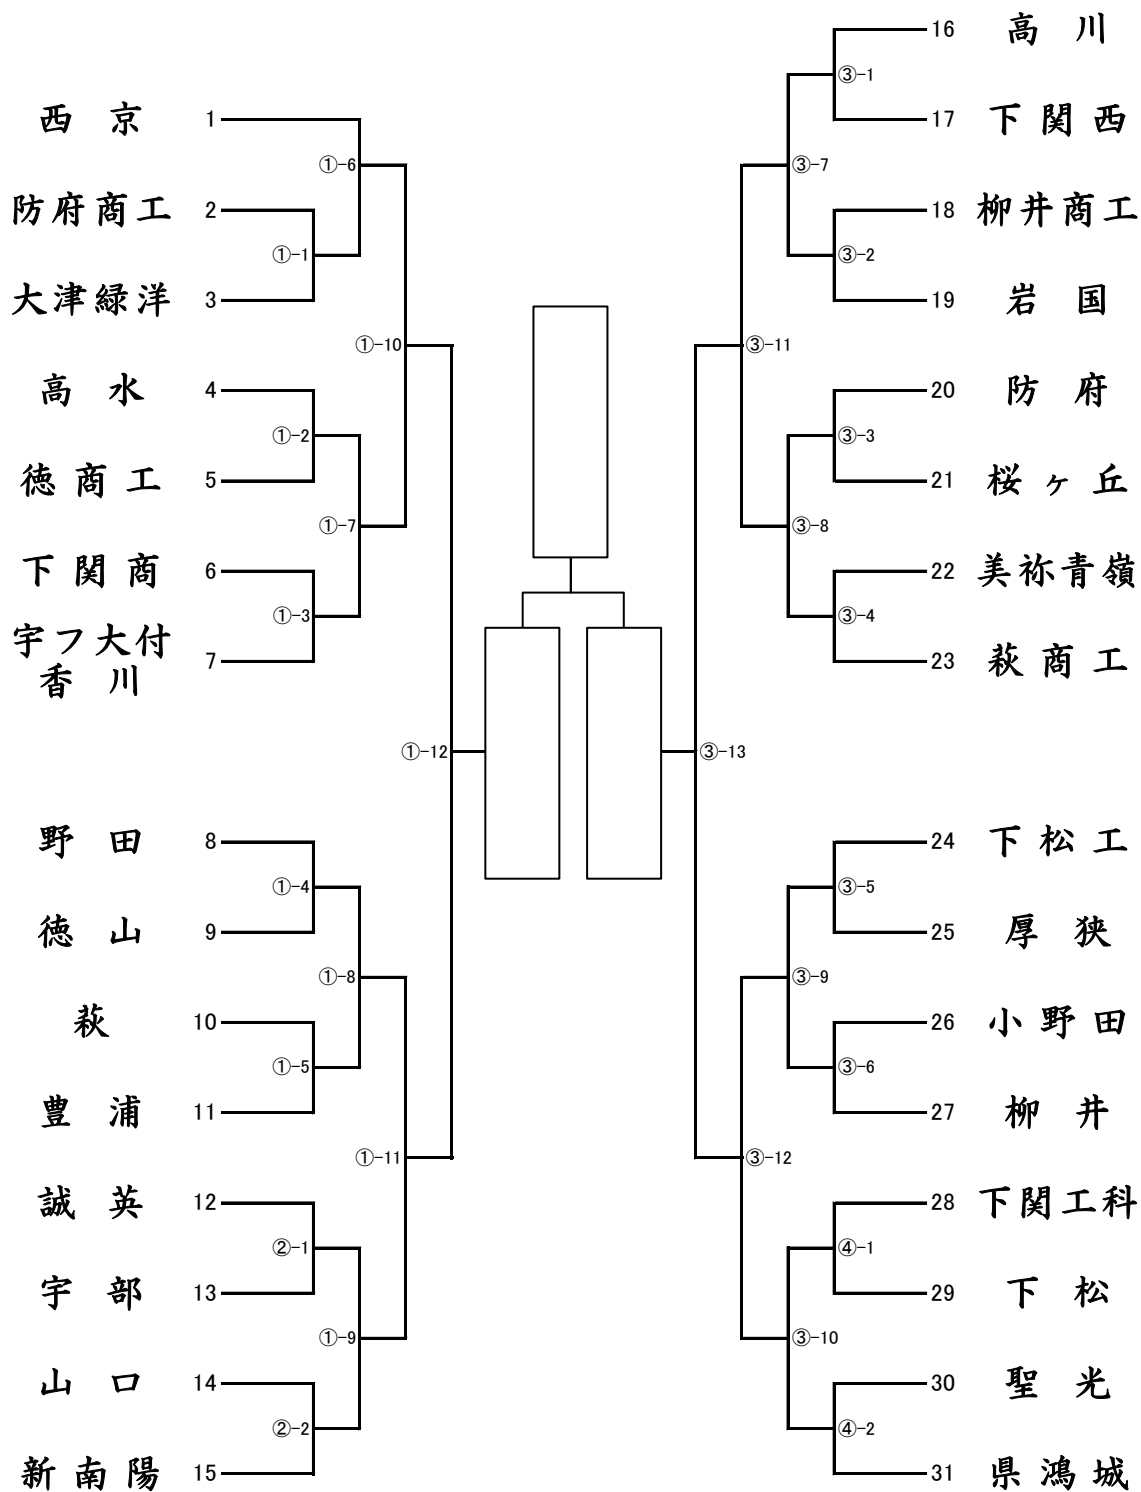 西京 1
①-6
防府商工 2
①-1
大津緑洋 3
①-10
高水 4
①-2
徳商工 5
①-7
下関商 6
①-3
宇フ大付
香川 7
①-12
野田 8
①-4
徳山 9
①-8
萩 10
①-5
豊浦 11
①-11
誠英 12
②-1
宇部 13
①-9
山口 14
②-2
新南陽 15
16 高川
③-1
17 下関西
③-7
18 柳井商工
③-2
19 岩国
③-11
20 防府
③-3
21 桜ヶ丘
③-8
22 美祢青嶺
③-4
23 萩商工
③-13
24 下松工
③-5
25 厚狭
③-9
26 小野田
③-6
27 柳井
③-12
28 下関工科
④-1
29 下松
③-10
30 聖光
④-2
31 県鴻城